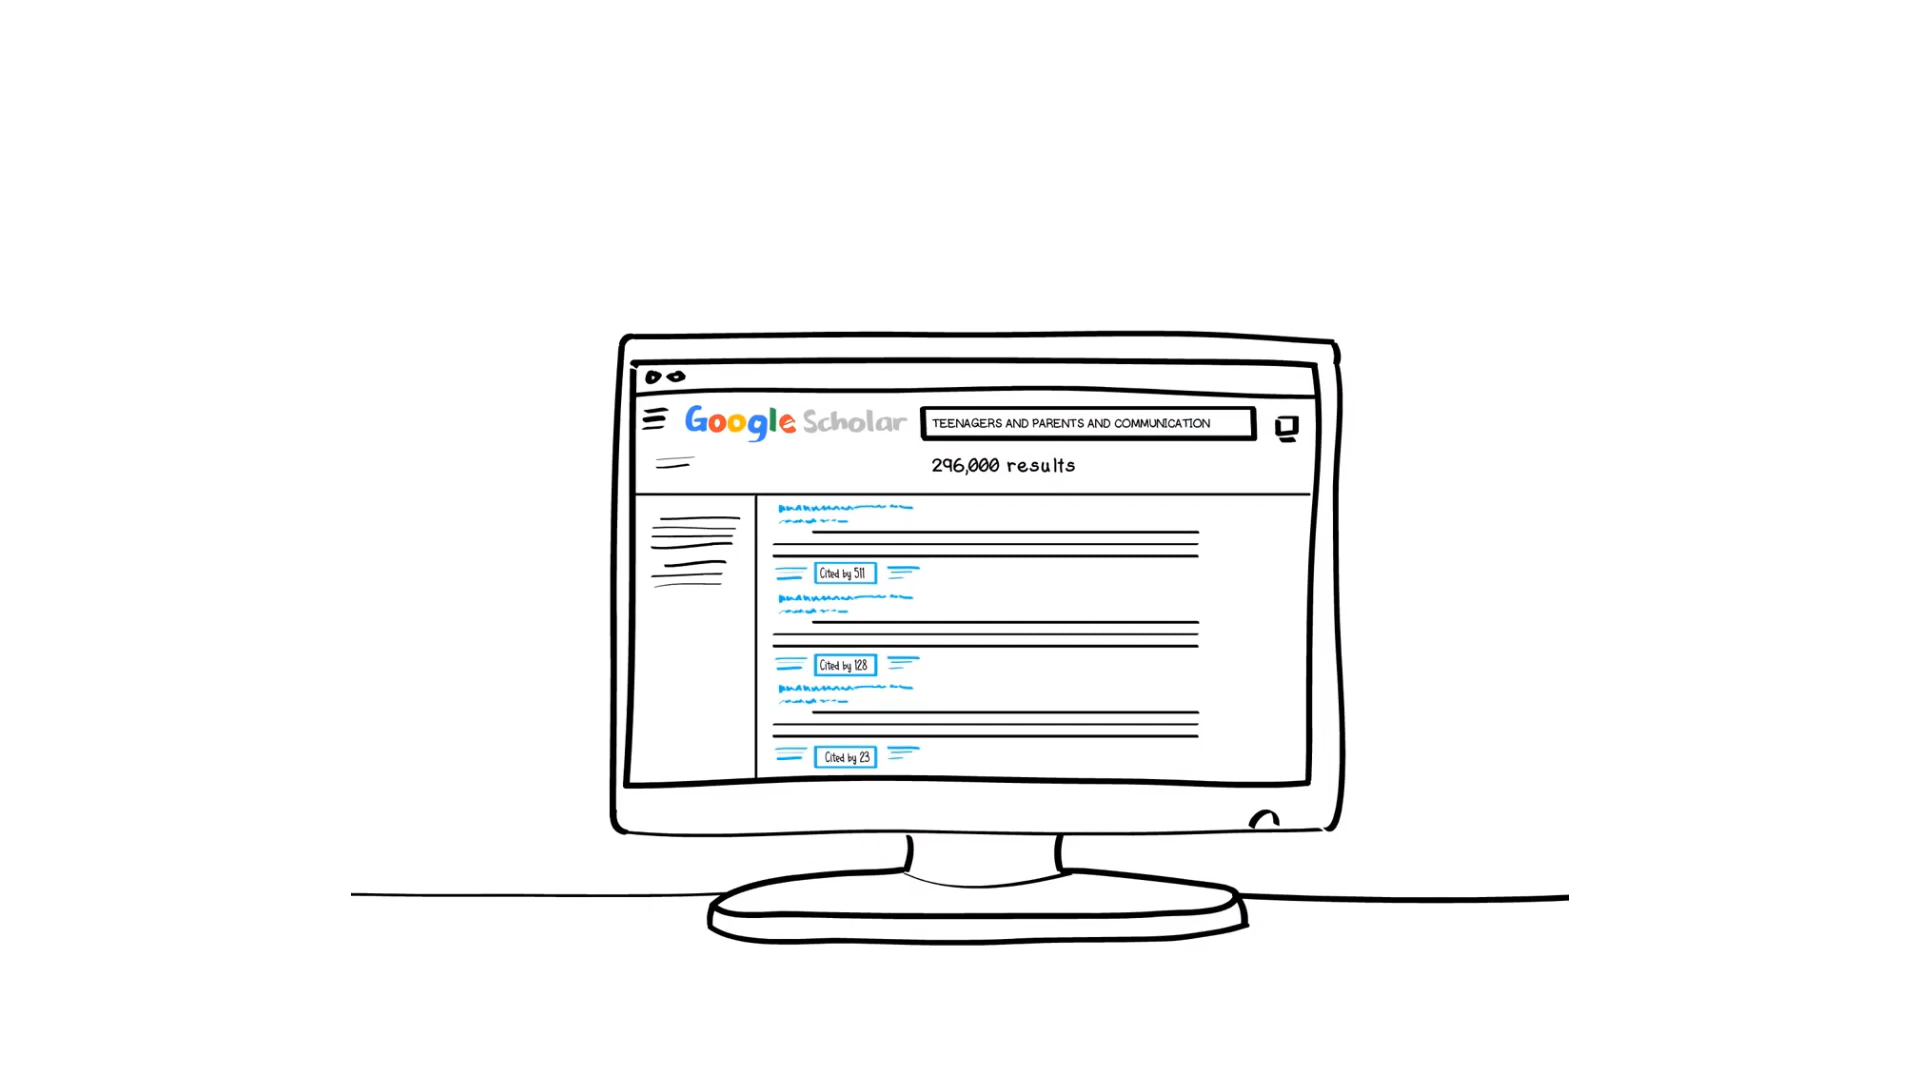 Google Scholar TEENAGERS AND PARENTS AND COMMUNICATION
296,000 results
Cited by 511
Cited by 128
Cited by 23